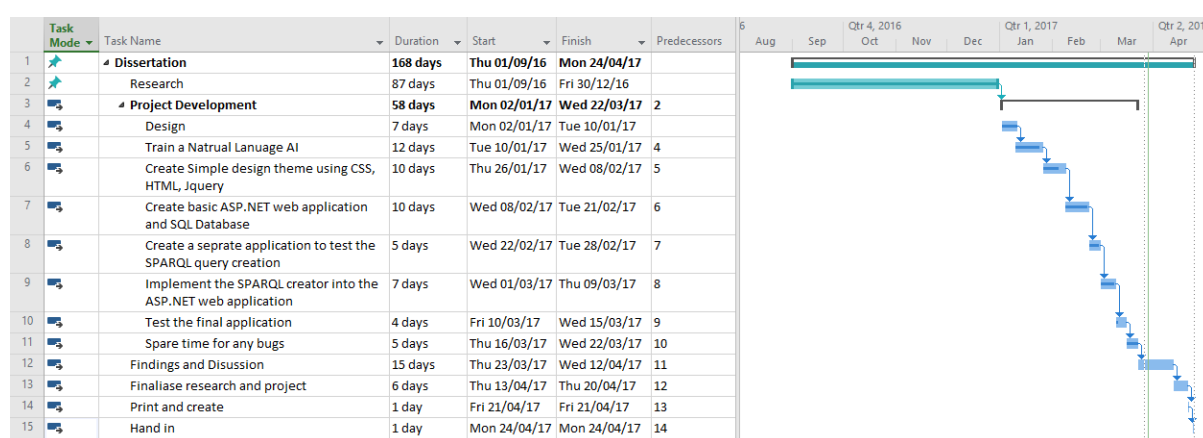 6 Qtr 4, 2016 Qtr 1, 2017 Qtr 2, 201
Task Mode Task Name Duration Start Finish Predecessors Aug Sep Oct Nov Dec Jan Feb Mar Apr
1 Dissertation 168 days Thu 01/09/16 Mon 24/04/17
2 Research 87 days Thu 01/09/16 Fri 30/12/16
3 Project Development 58 days Mon 02/01/17 Wed 22/03/17 2
4 Design 7 days Mon 02/01/17 Tue 10/01/17
5 Train a Natrual Lanuage AI 12 days Tue 10/01/17 Wed 25/01/17 4
6 Create Simple design theme using CSS, 10 days Thu 26/01/17 Wed 08/02/17 5
HTML, Jquery
7 Create basic ASP.NET web application 10 days Wed 08/02/17 Tue 21/02/17 6
and SQL Database
8 Create a seprate application to test the 5 days Wed 22/02/17 Tue 28/02/17 7
SPARQL query creation
9 Implement the SPARQL creator into the 7 days Wed 01/03/17 Thu 09/03/17 8
ASP.NET web application
10 Test the final application 4 days Fri 10/03/17 Wed 15/03/17 9
11 Spare time for any bugs 5 days Thu 16/03/17 Wed 22/03/17 10
12 Findings and Disussion 15 days Thu 23/03/17 Wed 12/04/17 11
13 Finaliase research and project 6 days Thu 13/04/17 Thu 20/04/17 12
14 Print and create 1 day Fri 21/04/17 Fri 21/04/17 13
15 Hand in 1 day Mon 24/04/17 Mon 24/04/17 14